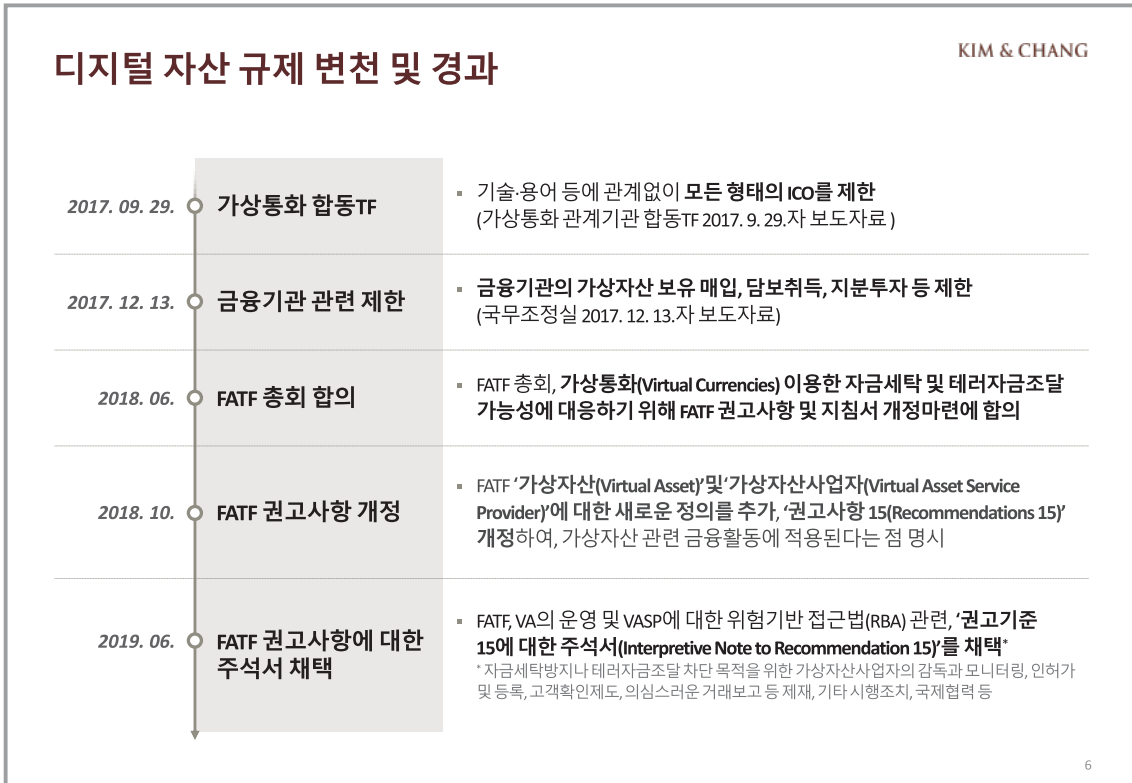 디지털 자산 규제 변천 및 경과
KIM & CHANG
2017. 09. 29.
가상통화 합동TF
▪ 기술·용어 등에 관계없이 모든 형태의 ICO를 제한
(가상통화 관계기관 합동TF 2017. 9. 29.자 보도자료 )
2017. 12. 13.
금융기관 관련 제한
▪ 금융기관의 가상자산 보유 매입, 담보취득, 지분투자 등 제한
(국무조정실 2017. 12. 13.자 보도자료)
2018. 06.
FATF 총회 합의
▪ FATF 총회, 가상통화(Virtual Currencies) 이용한 자금세탁 및 테러자금조달
가능성에 대응하기 위해 FATF 권고사항 및 지침서 개정마련에 합의
2018. 10.
FATF 권고사항 개정
▪ FATF ‘가상자산(Virtual Asset)’및‘가상자산사업자(Virtual Asset Service
Provider)’에 대한 새로운 정의를 추가, ‘권고사항 15(Recommendations 15)’
개정하여, 가상자산 관련 금융활동에 적용된다는 점 명시
2019. 06.
FATF 권고사항에 대한
주석서 채택
▪ FATF, VA의 운영 및 VASP에 대한 위험기반 접근법(RBA) 관련, ‘권고기준
15에 대한 주석서(Interpretive Note to Recommendation 15)’를 채택*
* 자금세탁방지나 테러자금조달 차단 목적을 위한 가상자산사업자의 감독과 모니터링, 인허가
및 등록, 고객확인제도, 의심스러운 거래보고 등 제재, 기타 시행조치, 국제협력 등
6